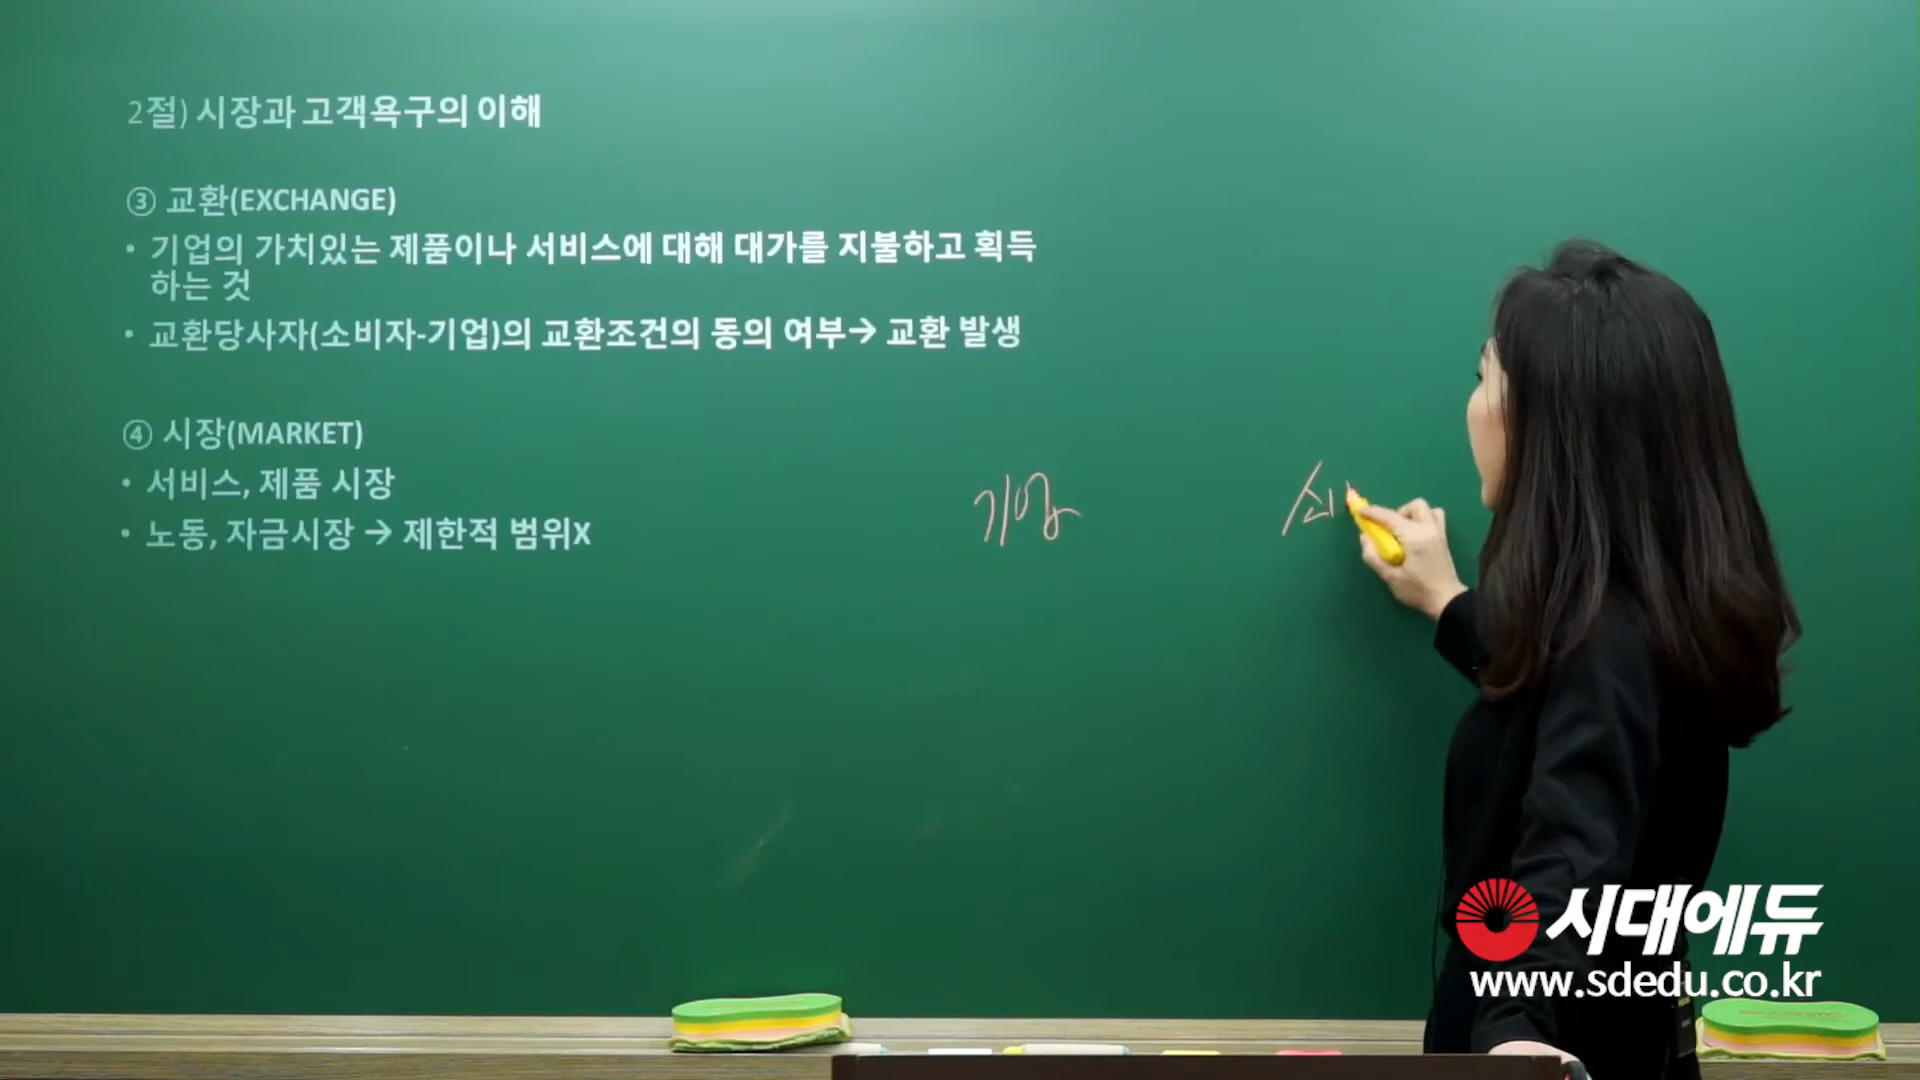 2절) 시장과 고객욕구의 이해
③ 교환(EXCHANGE)
• 기업의 가치있는 제품이나 서비스에 대해 대가를 지불하고 획득
하는 것
• 교환당사자(소비자-기업)의 교환조건의 동의 여부→ 교환 발생
④ 시장(MARKET)
• 서비스, 제품 시장
• 노동, 자금시장 → 제한적 범위X
기업
시대에듀
www.sdedu.co.kr